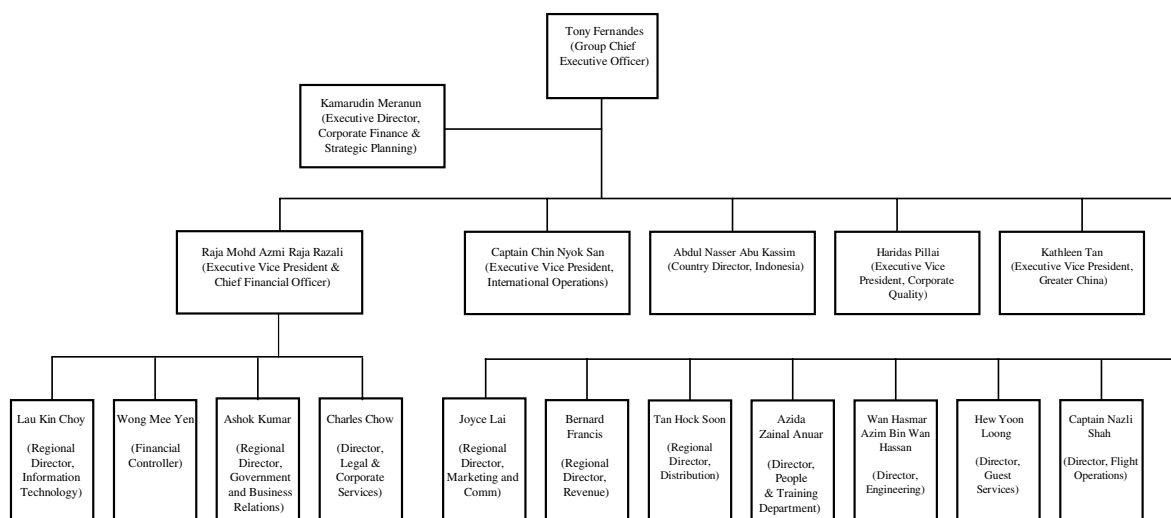 Tony Fernandes
(Group Chief
Executive Officer)
Kamarudin Meranun
(Executive Director,
Corporate Finance &
Strategic Planning)
Raja Mohd Azmi Raja Razali
(Executive Vice President &
Chief Financial Officer)
Captain Chin Nyok San
(Executive Vice President,
International Operations)
Abdul Nasser Abu Kassim
(Country Director, Indonesia)
Haridas Pillai
(Executive Vice
President, Corporate
Quality)
Kathleen Tan
(Executive Vice President,
Greater China)
Lau Kin Choy
(Regional
Director,
Information
Technology)
Wong Mee Yen
(Financial
Controller)
Ashok Kumar
(Regional
Director,
Government
and Business
Relations)
Charles Chow
(Director,
Legal &
Corporate
Services)
Joyce Lai
(Regional
Director,
Marketing and
Comm)
Bernard
Francis
(Regional
Director,
Revenue)
Tan Hock Soon
(Regional
Director,
Distribution)
Azida
Zainal Anuar
(Director,
People
& Training
Department)
Wan Hasmar
Azim Bin Wan
Hassan
(Director,
Engineering)
Hew Yoon
Loong
(Director,
Guest
Services)
Captain Nazli
Shah
(Director, Flight
Operations)